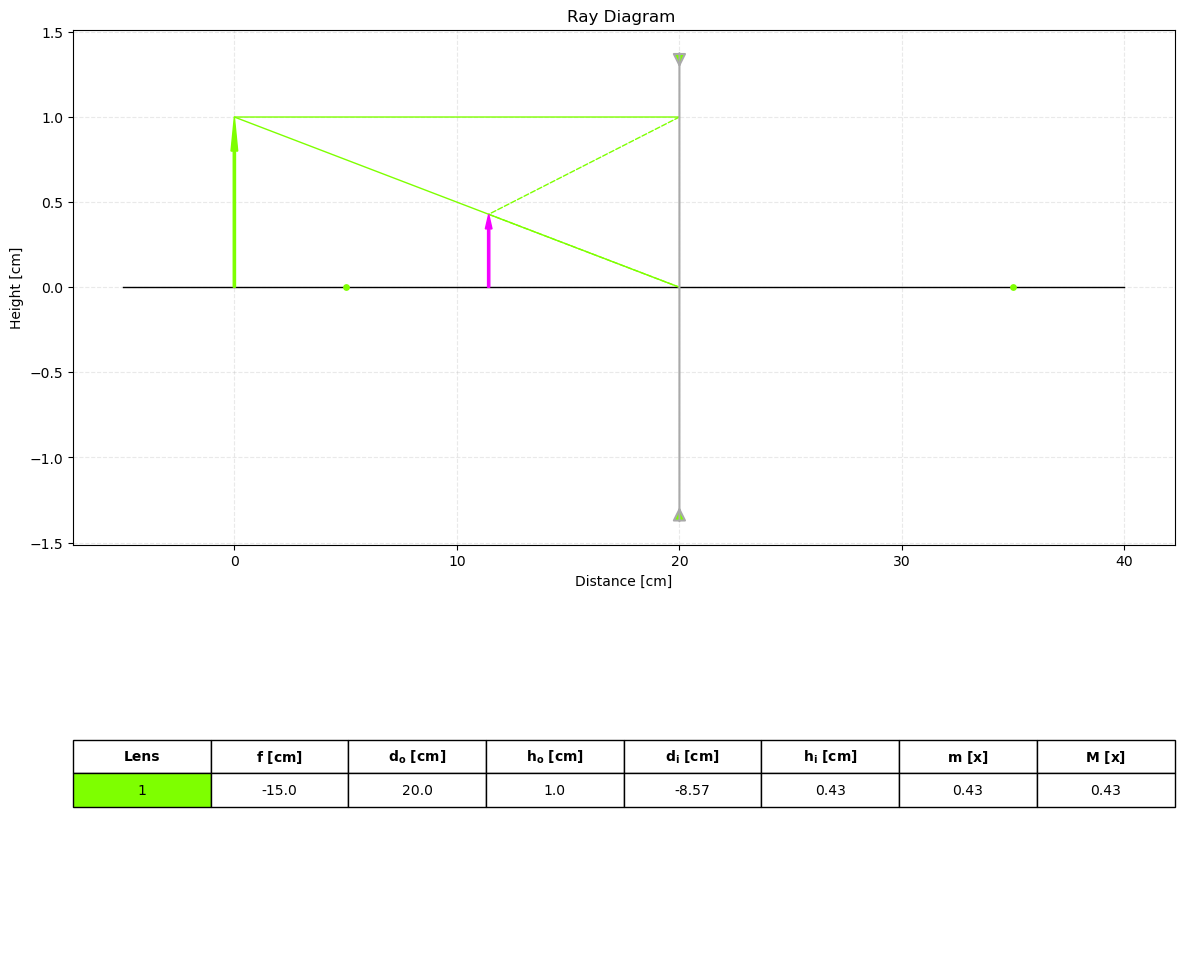 Ray Diagram
1.5
1.0
0.5
0.0
−0.5
−1.0
−1.5
Height [cm]
0 10 20 30 40
Distance [cm]
Lens f [cm] dₒ [cm] hₒ [cm] dᵢ [cm] hᵢ [cm] m [x] M [x]
1 -15.0 20.0 1.0 -8.57 0.43 0.43 0.43